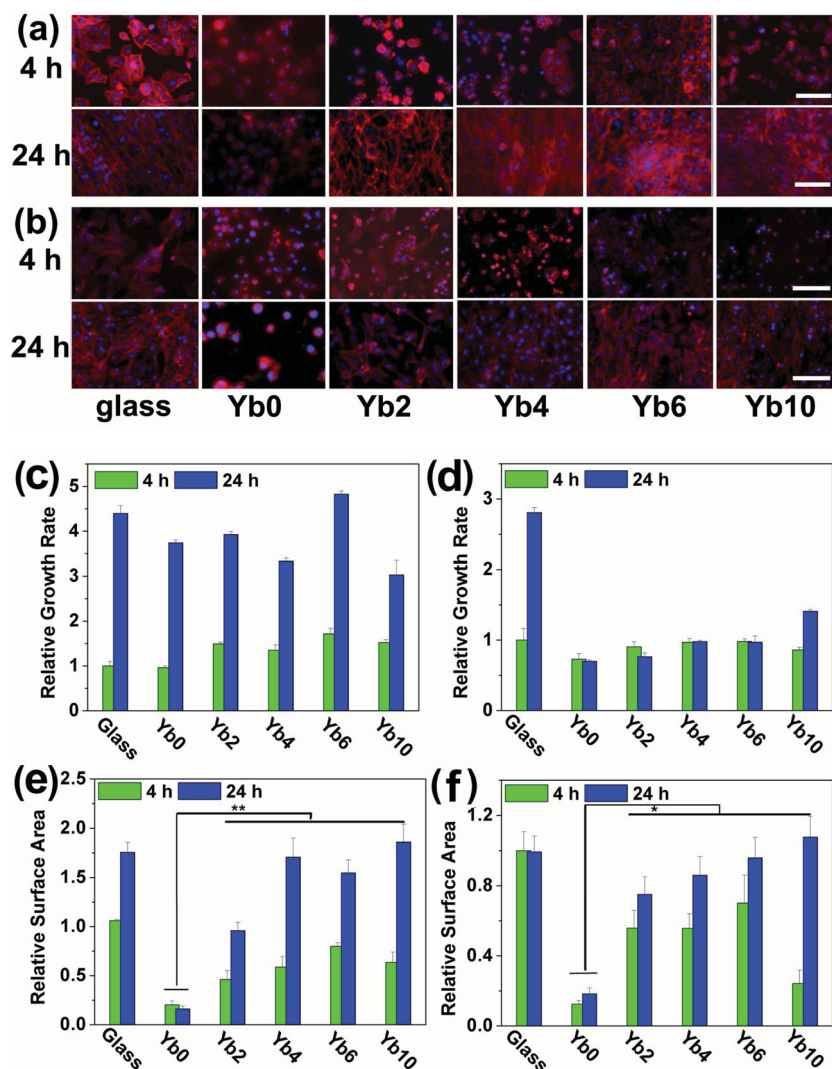 (a)
4 h
24 h
(b)
4 h
24 h
glass Yb0 Yb2 Yb4 Yb6 Yb10
(c)
4 h 24 h
Relative Growth Rate
5
4
3
2
1
0
Glass Yb0 Yb2 Yb4 Yb6 Yb10
(d)
4 h 24 h
Relative Growth Rate
3
2
1
0
Glass Yb0 Yb2 Yb4 Yb6 Yb10
(e)
4 h 24 h
**
Relative Surface Area
2.5
2.0
1.5
1.0
0.5
0.0
Glass Yb0 Yb2 Yb4 Yb6 Yb10
(f)
4 h 24 h
*
Relative Surface Area
1.2
0.8
0.4
0.0
Glass Yb0 Yb2 Yb4 Yb6 Yb10